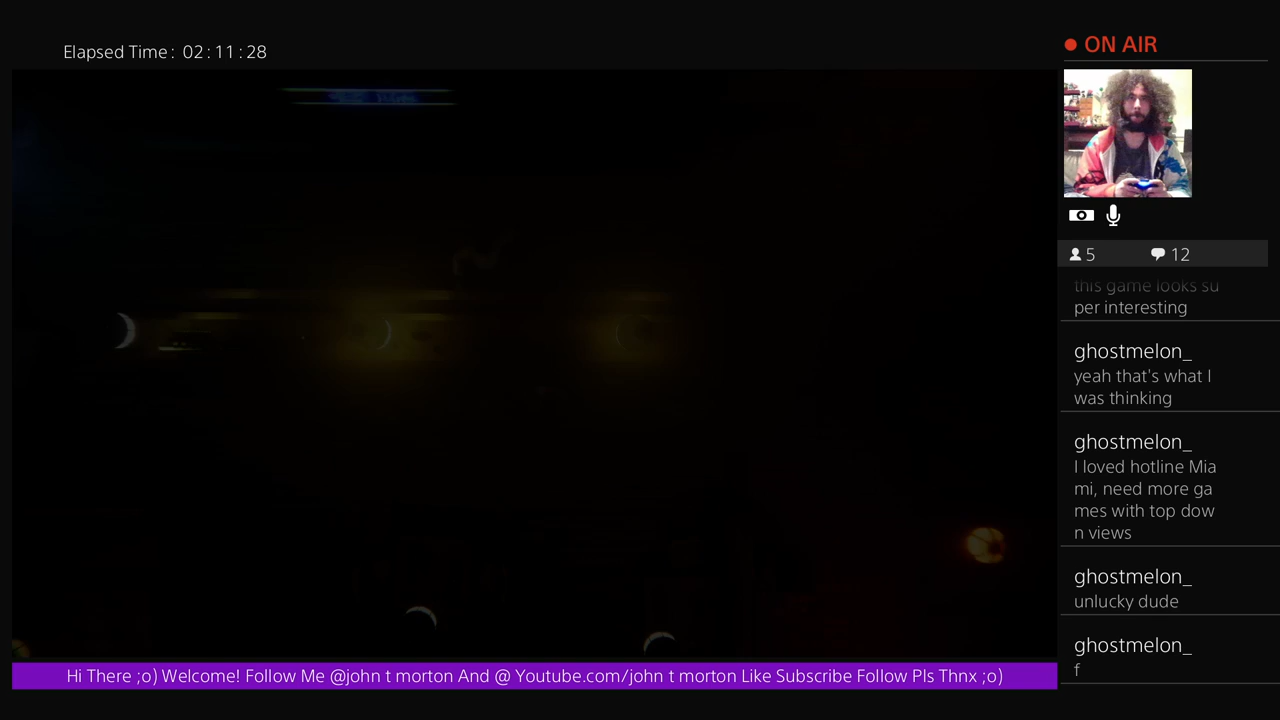 Elapsed Time: 02:11:28
ON AIR
5
12
this game looks su
per interesting
ghostmelon_
yeah that's what I
was thinking
ghostmelon_
I loved hotline Mia
mi, need more ga
mes with top dow
n views
ghostmelon_
unlucky dude
ghostmelon_
f
Hi There ;o) Welcome! Follow Me @john t morton And @ Youtube.com/john t morton Like Subscribe Follow Pls Thnx ;o)